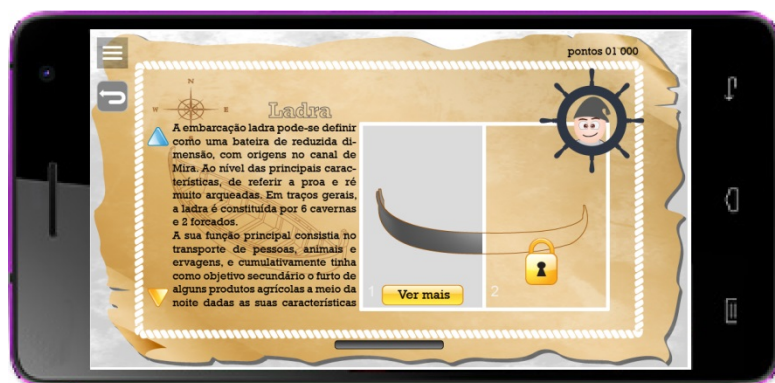 pontos 01 000
N
W E
Ladra
A embarcação ladra pode-se definir
como uma bateira de reduzida di-
mensão, com origens no canal de
Mira. Ao nível das principais carac-
terísticas, de referir a proa e ré
muito arqueadas. Em traços gerais,
a ladra é constituída por 6 cavernas
e 2 forcados.
A sua função principal consistia no
transporte de pessoas, animais e
ervagens, e cumulativamente tinha
como objetivo secundário o furto de
alguns produtos agrícolas a meio da
noite dadas as suas características
1 Ver mais 2